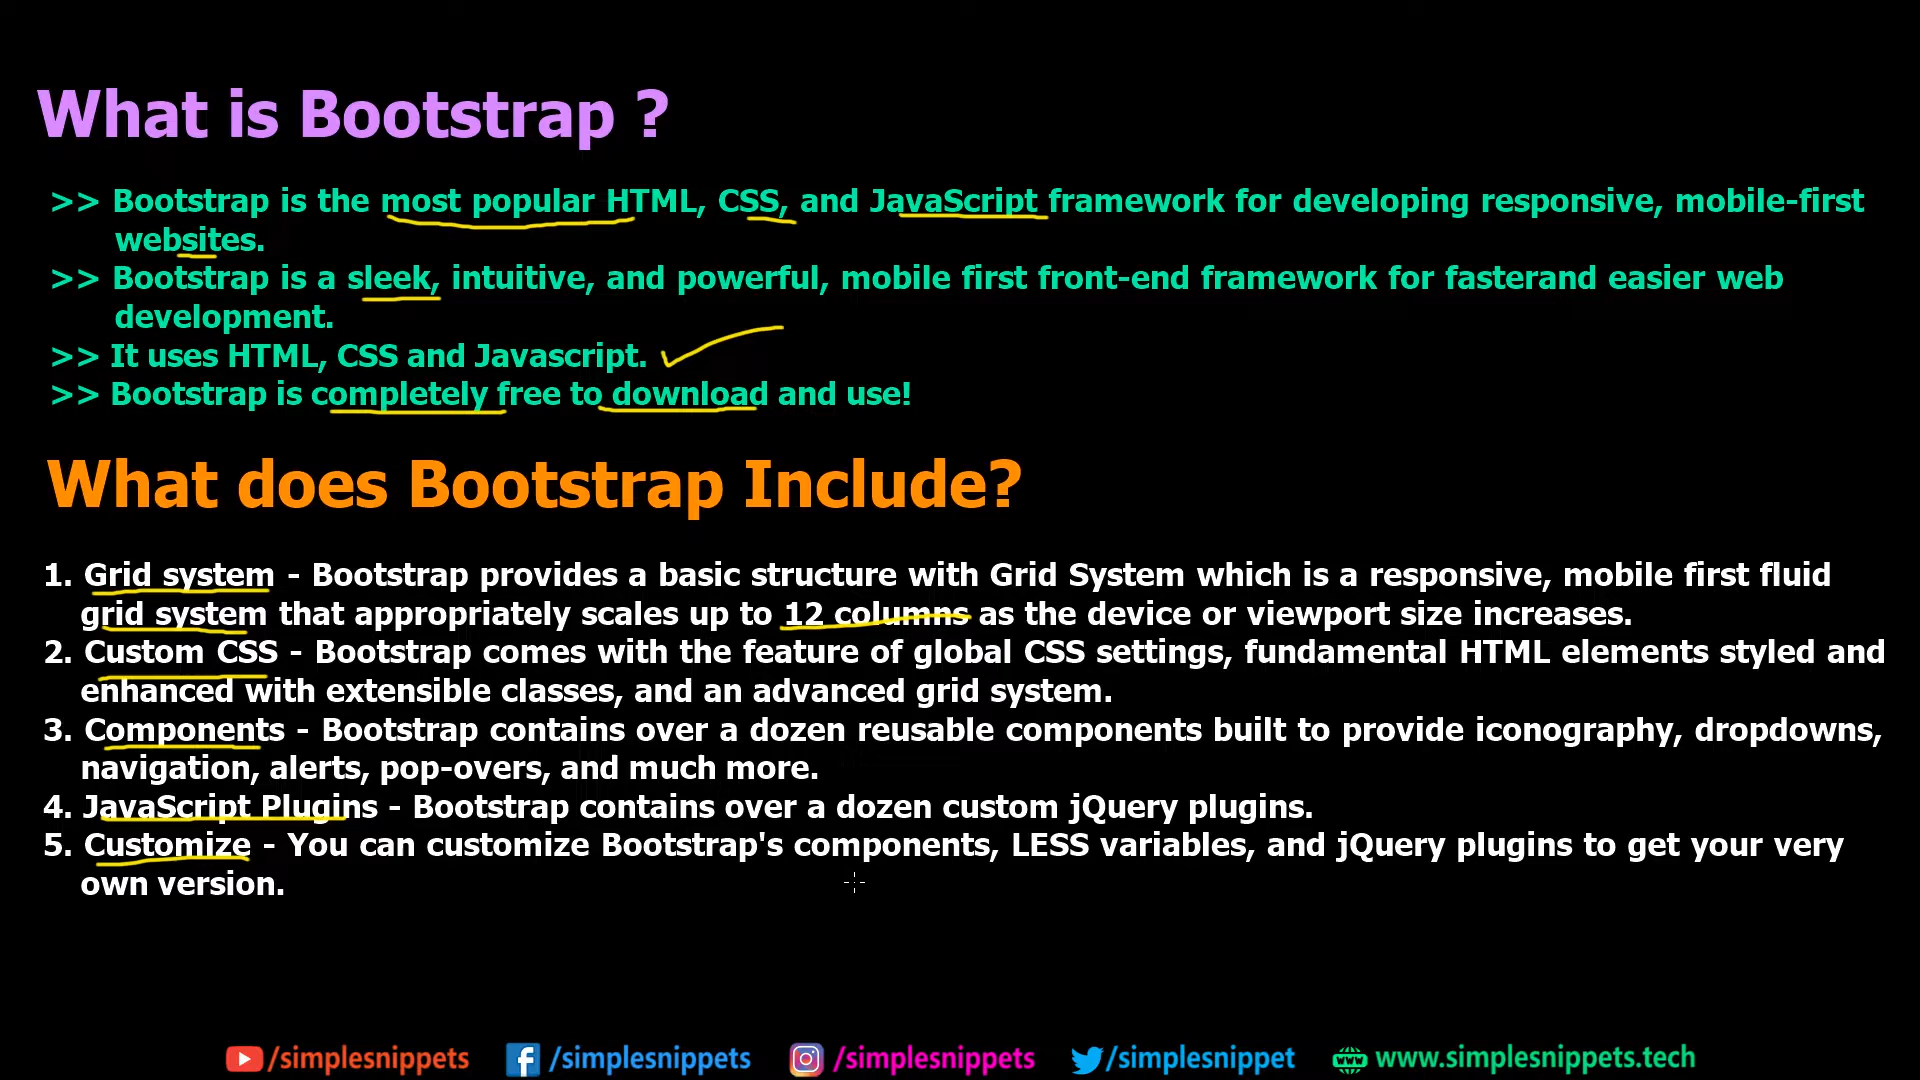 What is Bootstrap ?
>> Bootstrap is the most popular HTML, CSS, and JavaScript framework for developing responsive, mobile-first
websites.
>> Bootstrap is a sleek, intuitive, and powerful, mobile first front-end framework for fasterand easier web
development.
>> It uses HTML, CSS and Javascript.
>> Bootstrap is completely free to download and use!
What does Bootstrap Include?
1. Grid system - Bootstrap provides a basic structure with Grid System which is a responsive, mobile first fluid
grid system that appropriately scales up to 12 columns as the device or viewport size increases.
2. Custom CSS - Bootstrap comes with the feature of global CSS settings, fundamental HTML elements styled and
enhanced with extensible classes, and an advanced grid system.
3. Components - Bootstrap contains over a dozen reusable components built to provide iconography, dropdowns,
navigation, alerts, pop-overs, and much more.
4. JavaScript Plugins - Bootstrap contains over a dozen custom jQuery plugins.
5. Customize - You can customize Bootstrap's components, LESS variables, and jQuery plugins to get your very
own version.
/simplesnippets /simplesnippets /simplesnippets /simplesnippet www.simplesnippets.tech